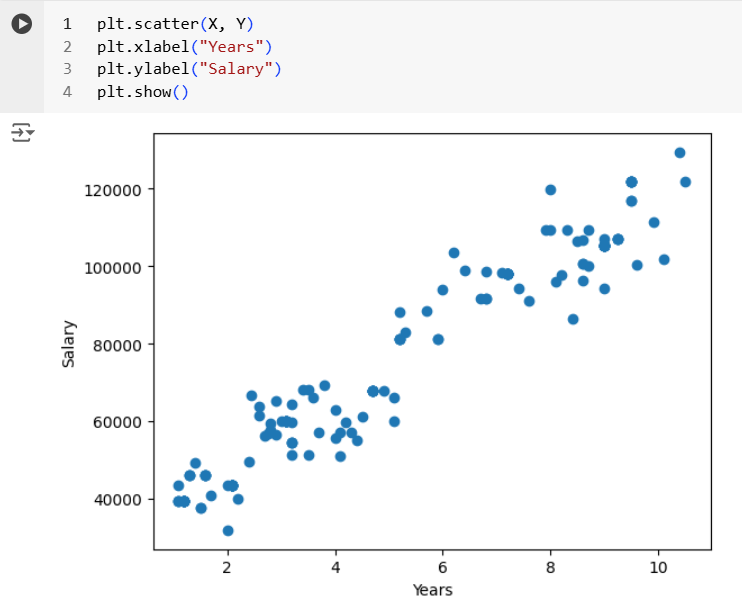 1 plt.scatter(X, Y)
2 plt.xlabel("Years")
3 plt.ylabel("Salary")
4 plt.show()
120000
100000
80000
60000
40000
Salary
2 4 6 8 10
Years